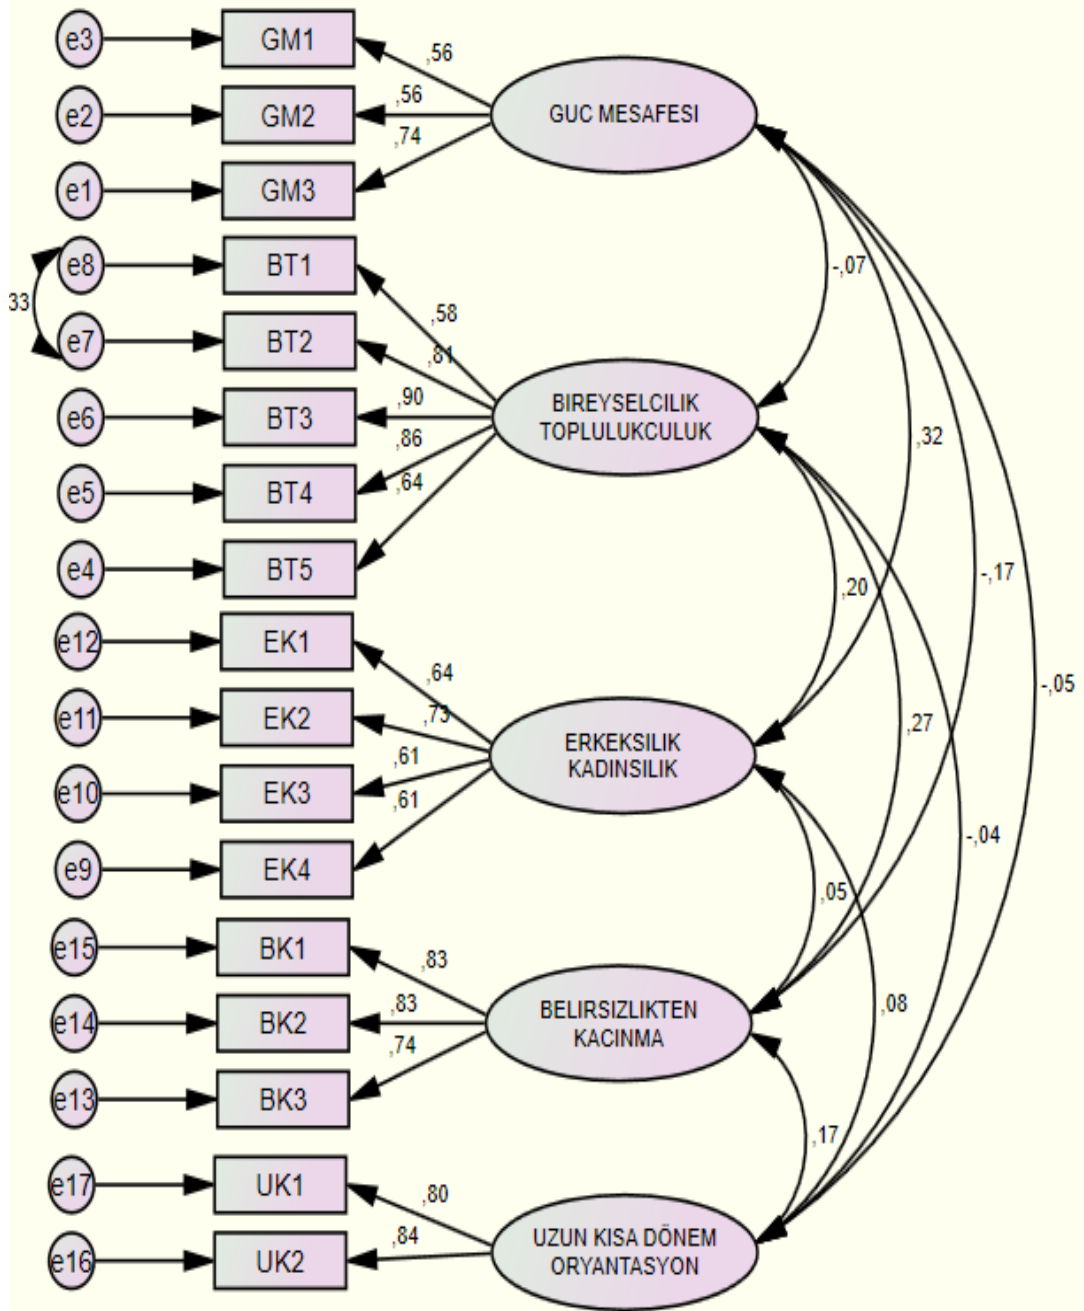 e3
GM1
,56
e2
GM2
,56
GUC MESAFESI
,74
e1
GM3
e8
BT1
-,07
33
,58
e7
BT2
,81
e6
BT3
,90
BIREYSELCILIK
TOPLULUKCULUK
,86
,32
e5
BT4
,64
e4
BT5
-,17
,20
e12
EK1
,64
-,05
e11
EK2
,73
,27
ERKEKSILIK
KADINSILIK
,61
e10
EK3
,61
-,04
e9
EK4
,05
e15
BK1
,83
,08
e14
BK2
,83
BELIRSIZLIKTEN
KACINMA
,74
e13
BK3
,17
e17
UK1
,80
e16
UK2
,84
UZUN KISA DÖNEM
ORYANTASYON